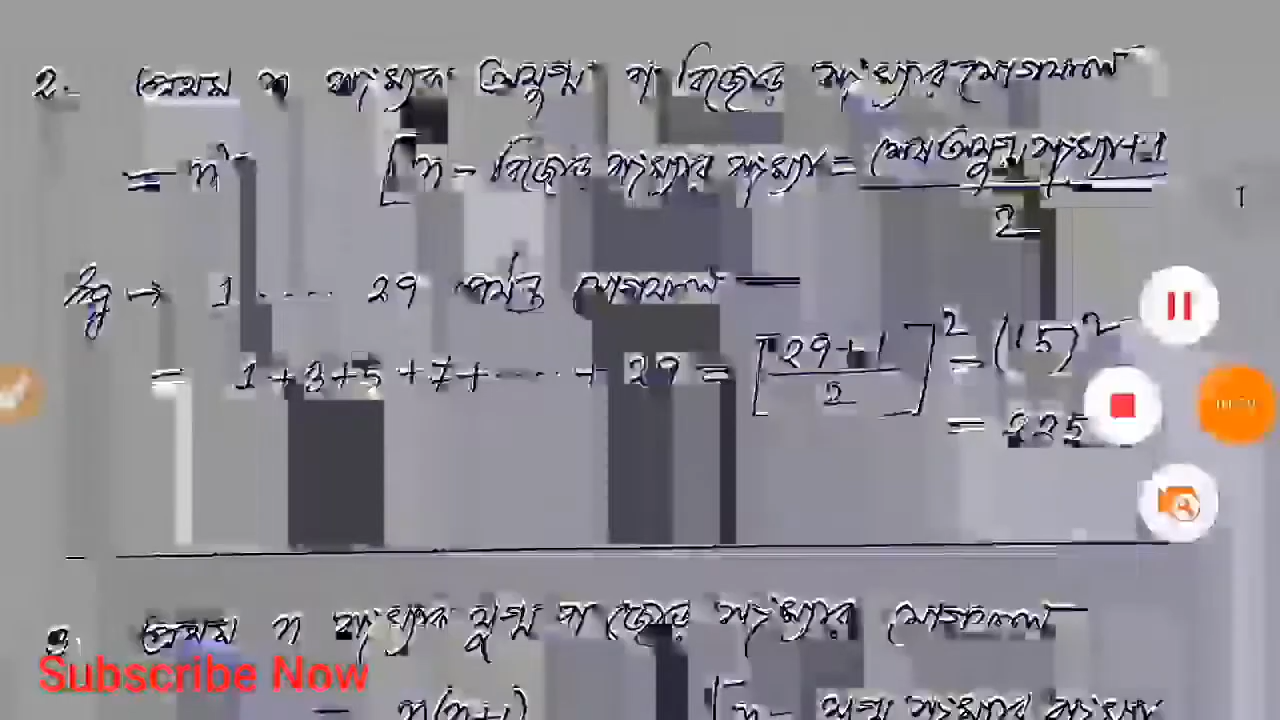 2. প্রথম n সংখ্যক অযুগ্ম বা বিজোড় সংখ্যার যোগফল
= n² [n – বিজোড় সংখ্যার সংখ্যা = (শেষ অযুগ্ম সংখ্যা+1)/2
1 ..... 29 পর্যন্ত যোগফল —
= 1+3+5+7+ ..... + 29 = [(29+1)/2]² = (15)²
= 225
3. প্রথম n সংখ্যক যুগ্ম বা জোড় সংখ্যার যোগফল
= n(n+1) [n – যুগ্ম সংখ্যার সংখ্যা
Subscribe Now